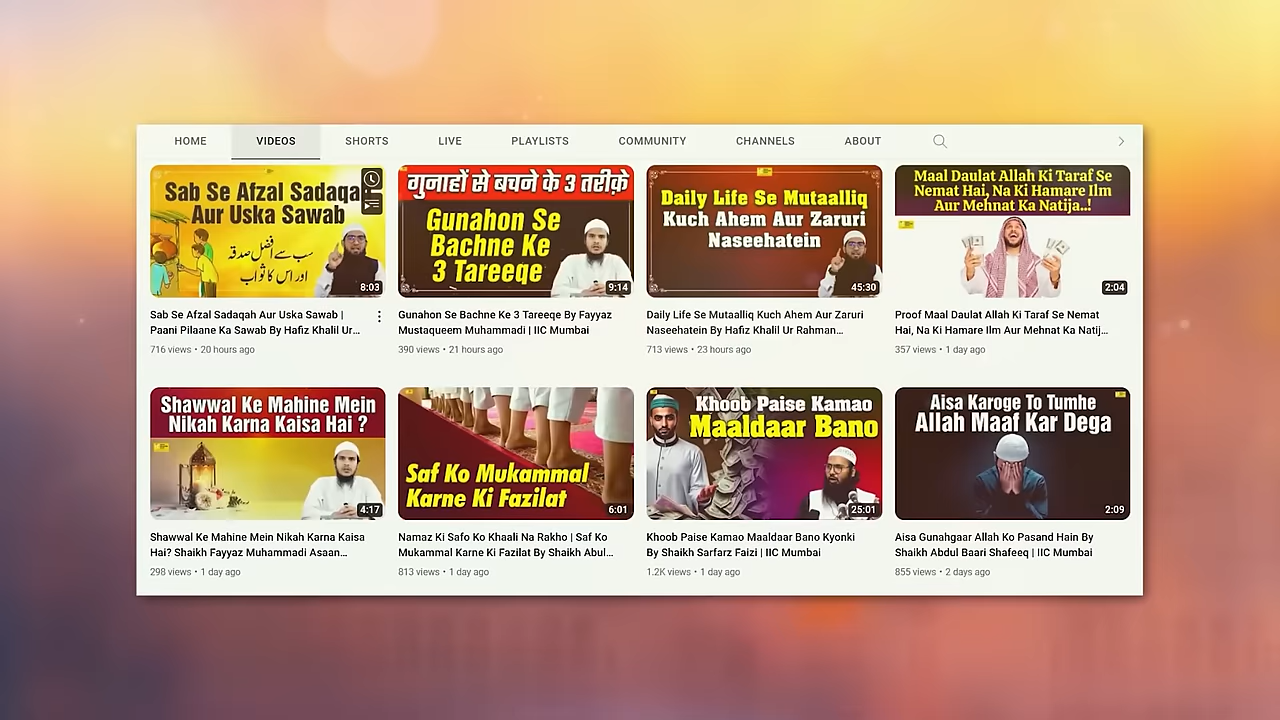 HOME VIDEOS SHORTS LIVE PLAYLISTS COMMUNITY CHANNELS ABOUT
Sab Se Afzal Sadaqa
Aur Uska Sawab
سب سے افضل صدقہ
اور اس کا ثواب
8:03
गुनाहों से बचने के 3 तरीक़े
Gunahon Se
Bachne Ke
3 Tareeqe
9:14
Daily Life Se Mutaalliq
Kuch Ahem Aur Zaruri
Naseehatein
45:30
Maal Daulat Allah Ki Taraf Se
Nemat Hai, Na Ki Hamare Ilm
Aur Mehnat Ka Natija..!
2:04
Sab Se Afzal Sadaqah Aur Uska Sawab |
Paani Pilaane Ka Sawab By Hafiz Khalil Ur...
716 views • 20 hours ago
Gunahon Se Bachne Ke 3 Tareeqe By Fayyaz
Mustaqueem Muhammadi | IIC Mumbai
390 views • 21 hours ago
Daily Life Se Mutaalliq Kuch Ahem Aur Zaruri
Naseehatein By Hafiz Khalil Ur Rahman...
713 views • 23 hours ago
Proof Maal Daulat Allah Ki Taraf Se Nemat
Hai, Na Ki Hamare Ilm Aur Mehnat Ka Natij...
357 views • 1 day ago
Shawwal Ke Mahine Mein
Nikah Karna Kaisa Hai ?
4:17
Saf Ko Mukammal
Karne Ki Fazilat
6:01
Khoob Paise Kamao
Maaldaar Bano
25:01
Aisa Karoge To Tumhe
Allah Maaf Kar Dega
2:09
Shawwal Ke Mahine Mein Nikah Karna Kaisa
Hai? Shaikh Fayyaz Muhammadi Asaan...
298 views • 1 day ago
Namaz Ki Safo Ko Khaali Na Rakho | Saf Ko
Mukammal Karne Ki Fazilat By Shaikh Abul...
813 views • 1 day ago
Khoob Paise Kamao Maaldaar Bano Kyonki
By Shaikh Sarfarz Faizi | IIC Mumbai
1.2K views • 1 day ago
Aisa Gunahgaar Allah Ko Pasand Hain By
Shaikh Abdul Baari Shafeeq | IIC Mumbai
855 views • 2 days ago